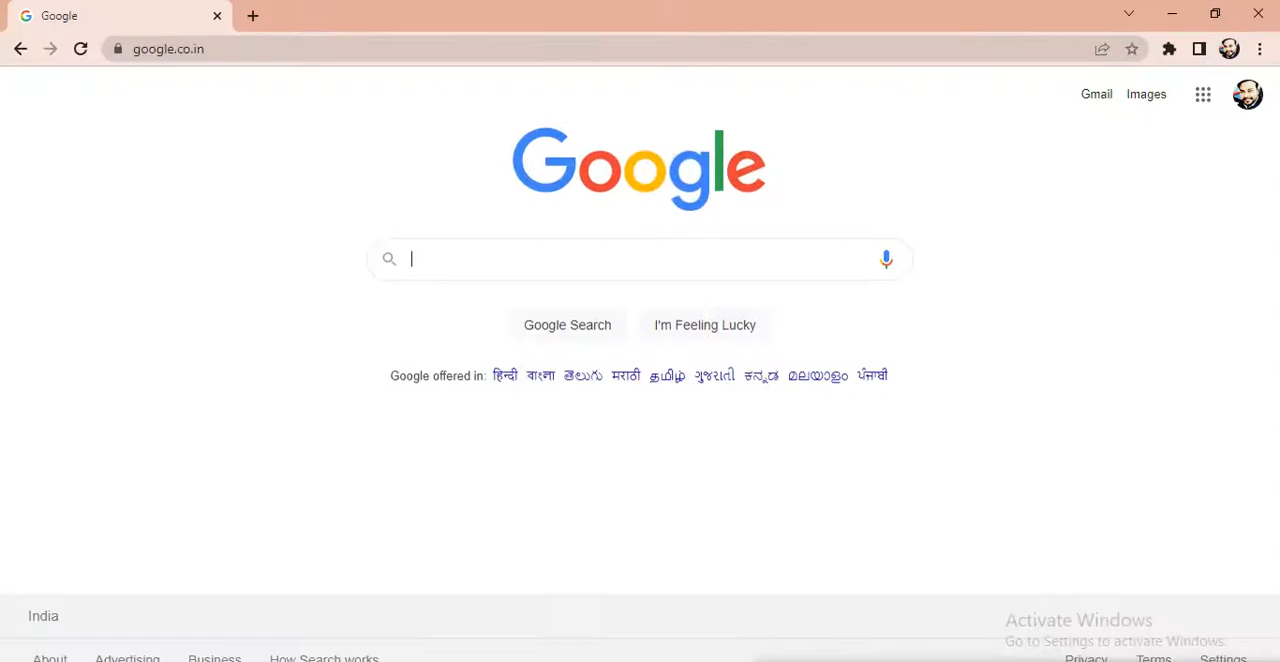 Google
google.co.in
Gmail Images
Google
Google Search I'm Feeling Lucky
Google offered in: हिन्दी বাংলা తెలుగు मराठी தமிழ் ગુજરાતી ಕನ್ನಡ മലയാളം ਪੰਜਾਬੀ
India
Activate Windows
Go to Settings to activate Windows.
About Advertising Business How Search works Privacy Terms Settings